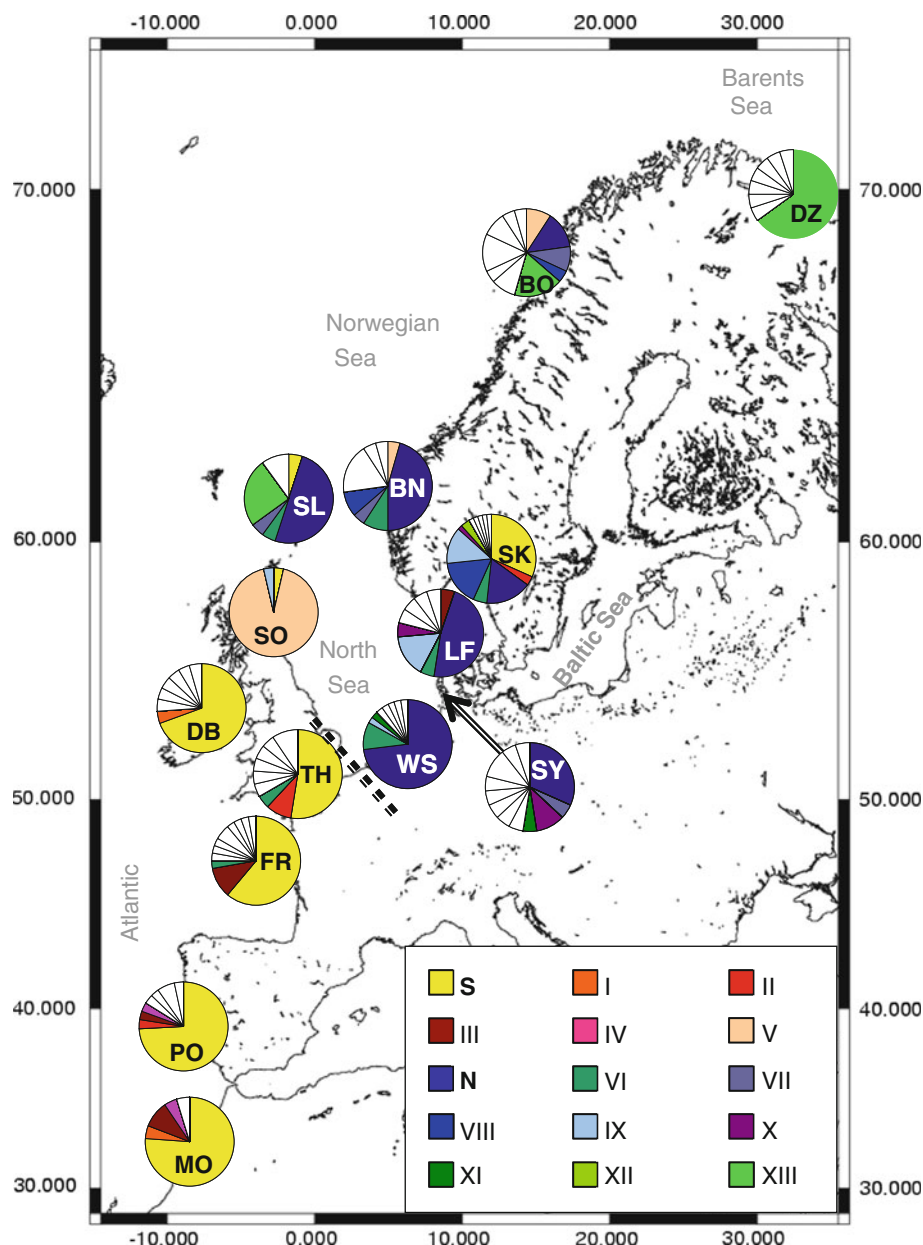 -10.000 0.000 10.000 20.000 30.000
Barents
Sea
70.000 70.000
DZ
BO
Norwegian
Sea
BN
SL
60.000 60.000
SK
SO
LF
North
Sea
Baltic Sea
DB
WS
TH
SY
50.000 50.000
FR
Atlantic
S I II
40.000 40.000
III IV V
PO
N VI VII
VIII IX X
MO
XI XII XIII
30.000 30.000
-10.000 0.000 10.000 20.000 30.000